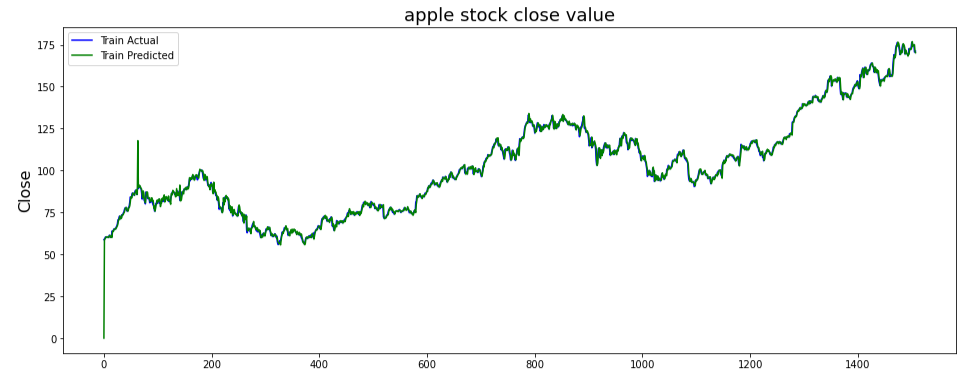 apple stock close value
Train Actual
Train Predicted
Close
175
150
125
100
75
50
25
0
0 200 400 600 800 1000 1200 1400